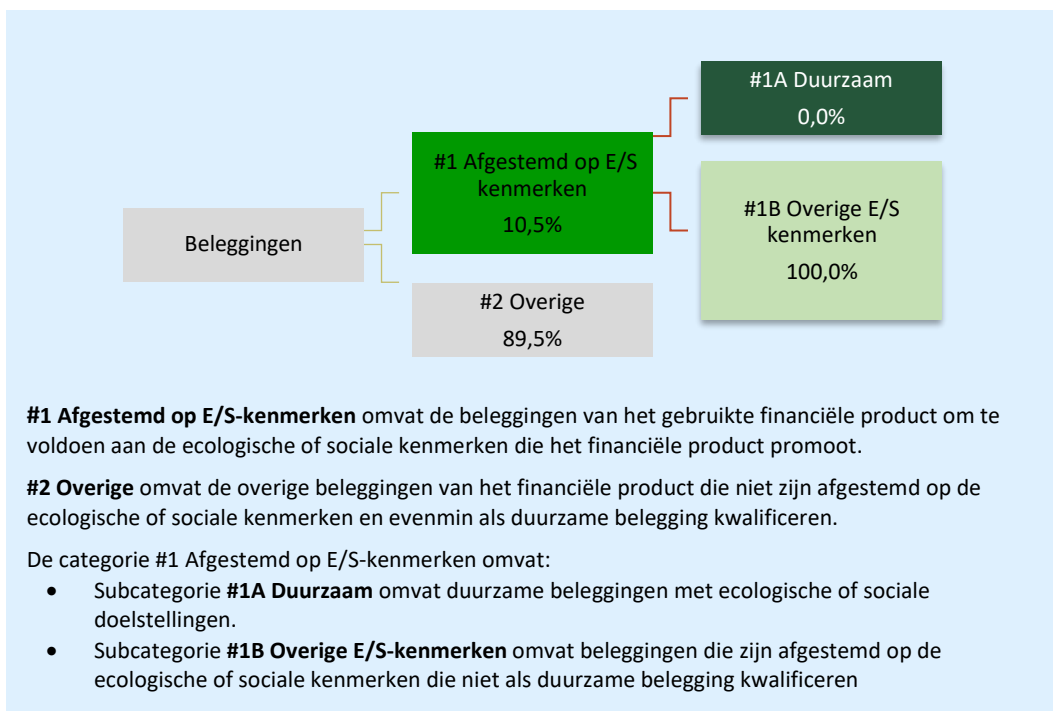 #1A Duurzaam
0,0%
#1 Afgestemd op E/S
kenmerken
10,5%
#1B Overige E/S
kenmerken
100,0%
Beleggingen
#2 Overige
89,5%
#1 Afgestemd op E/S-kenmerken omvat de beleggingen van het gebruikte financiële product om te
voldoen aan de ecologische of sociale kenmerken die het financiële product promoot.
#2 Overige omvat de overige beleggingen van het financiële product die niet zijn afgestemd op de
ecologische of sociale kenmerken en evenmin als duurzame belegging kwalificeren.
De categorie #1 Afgestemd op E/S-kenmerken omvat:
• Subcategorie #1A Duurzaam omvat duurzame beleggingen met ecologische of sociale
doelstellingen.
• Subcategorie #1B Overige E/S-kenmerken omvat beleggingen die zijn afgestemd op de
ecologische of sociale kenmerken die niet als duurzame belegging kwalificeren